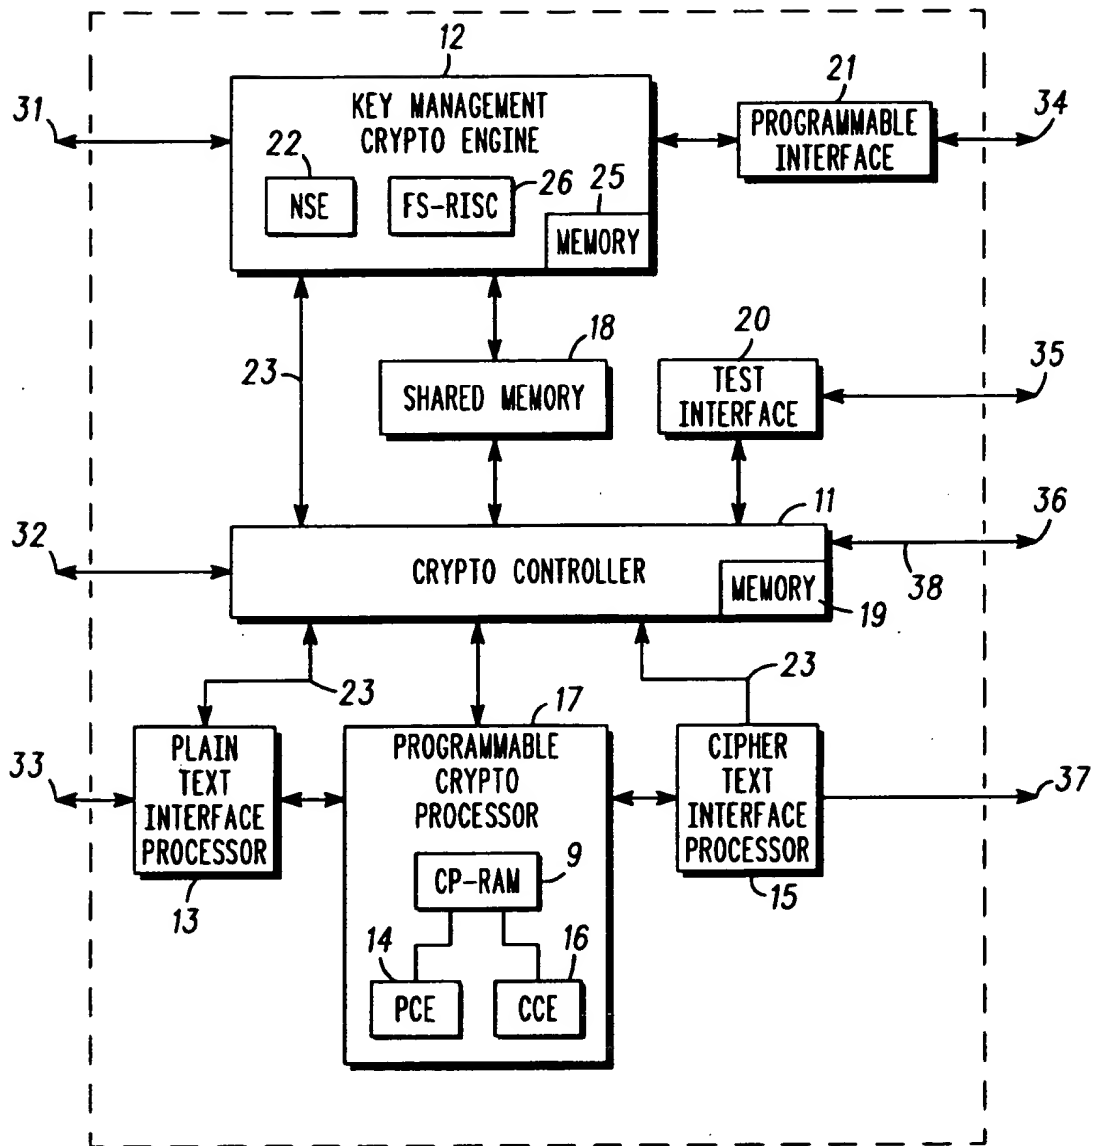 12
31
KEY MANAGEMENT
CRYPTO ENGINE
22
NSE
26
FS-RISC
25
MEMORY
21
PROGRAMMABLE
INTERFACE
34
23
18
SHARED MEMORY
20
TEST
INTERFACE
35
32
11
CRYPTO CONTROLLER
MEMORY
19
36
38
23
23
33
PLAIN
TEXT
INTERFACE
PROCESSOR
13
17
PROGRAMMABLE
CRYPTO
PROCESSOR
9
CP-RAM
14
PCE
16
CCE
CIPHER
TEXT
INTERFACE
PROCESSOR
15
37